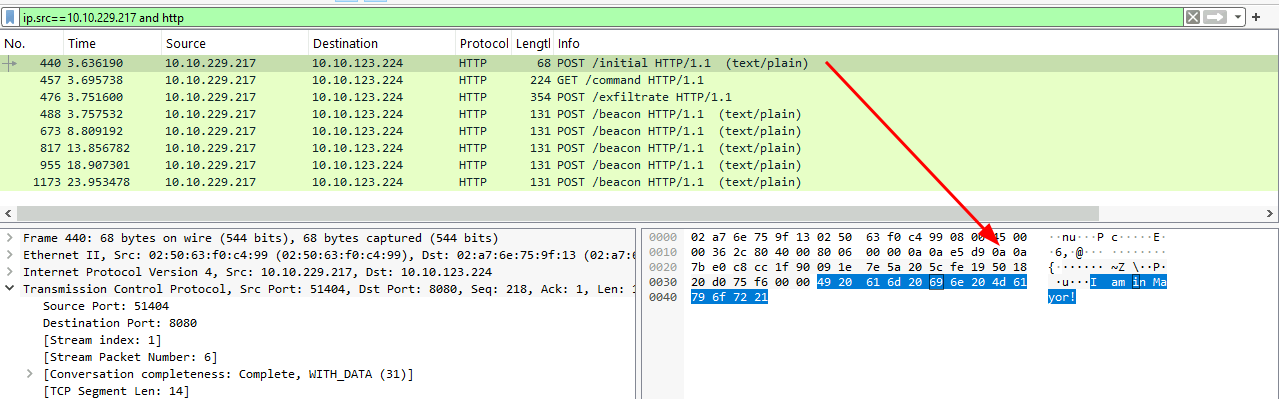 ip.src==10.10.229.217 and http
No. Time Source Destination Protocol Lengtl Info
440 3.636190 10.10.229.217 10.10.123.224 HTTP 68 POST /initial HTTP/1.1 (text/plain)
457 3.695738 10.10.229.217 10.10.123.224 HTTP 224 GET /command HTTP/1.1
476 3.751600 10.10.229.217 10.10.123.224 HTTP 354 POST /exfiltrate HTTP/1.1
488 3.757532 10.10.229.217 10.10.123.224 HTTP 131 POST /beacon HTTP/1.1 (text/plain)
673 8.809192 10.10.229.217 10.10.123.224 HTTP 131 POST /beacon HTTP/1.1 (text/plain)
817 13.856782 10.10.229.217 10.10.123.224 HTTP 131 POST /beacon HTTP/1.1 (text/plain)
955 18.907301 10.10.229.217 10.10.123.224 HTTP 131 POST /beacon HTTP/1.1 (text/plain)
1173 23.953478 10.10.229.217 10.10.123.224 HTTP 131 POST /beacon HTTP/1.1 (text/plain)
Frame 440: 68 bytes on wire (544 bits), 68 bytes captured (544 bits)
Ethernet II, Src: 02:50:63:f0:c4:99 (02:50:63:f0:c4:99), Dst: 02:a7:6e:75:9f:13 (02:a7:6
Internet Protocol Version 4, Src: 10.10.229.217, Dst: 10.10.123.224
Transmission Control Protocol, Src Port: 51404, Dst Port: 8080, Seq: 218, Ack: 1, Len: 1
Source Port: 51404
Destination Port: 8080
[Stream index: 1]
[Stream Packet Number: 6]
[Conversation completeness: Complete, WITH_DATA (31)]
[TCP Segment Len: 14]
0000 02 a7 6e 75 9f 13 02 50 63 f0 c4 99 08 00 45 00 ··nu···P c·····E·
0010 00 36 2c 80 40 00 80 06 00 00 0a 0a e5 d9 0a 0a ·6,·@··· ········
0020 7b e0 c8 cc 1f 90 09 1e 7e 5a 20 5c fe 19 50 18 {······· ~Z \··P·
0030 20 d0 75 f6 00 00 49 20 61 6d 20 69 6e 20 4d 61 ·u···I am in Ma
0040 79 6f 72 21 yor!